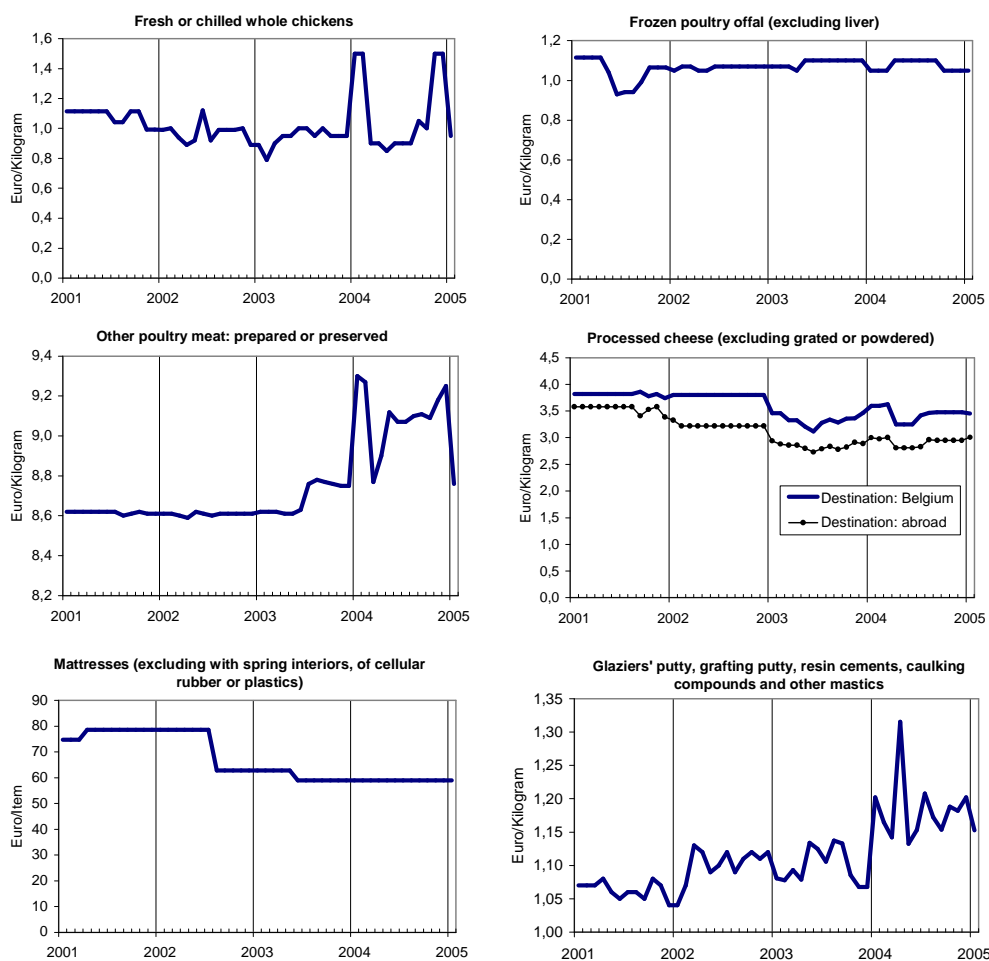 Fresh or chilled whole chickens
Euro/Kilogram
1,6
1,4
1,2
1,0
0,8
0,6
0,4
0,2
0,0
2001 2002 2003 2004 2005
Frozen poultry offal (excluding liver)
Euro/Kilogram
1,2
1,0
0,8
0,6
0,4
0,2
0,0
2001 2002 2003 2004 2005
Other poultry meat: prepared or preserved
Euro/Kilogram
9,4
9,2
9,0
8,8
8,6
8,4
8,2
2001 2002 2003 2004 2005
Processed cheese (excluding grated or powdered)
Euro/Kilogram
4,5
4,0
3,5
3,0
2,5
2,0
1,5
1,0
0,5
0,0
Destination: Belgium
Destination: abroad
2001 2002 2003 2004 2005
Mattresses (excluding with spring interiors, of cellular
rubber or plastics)
Euro/Item
90
80
70
60
50
40
30
20
10
0
2001 2002 2003 2004 2005
Glaziers' putty, grafting putty, resin cements, caulking
compounds and other mastics
Euro/Kilogram
1,35
1,30
1,25
1,20
1,15
1,10
1,05
1,00
2001 2002 2003 2004 2005